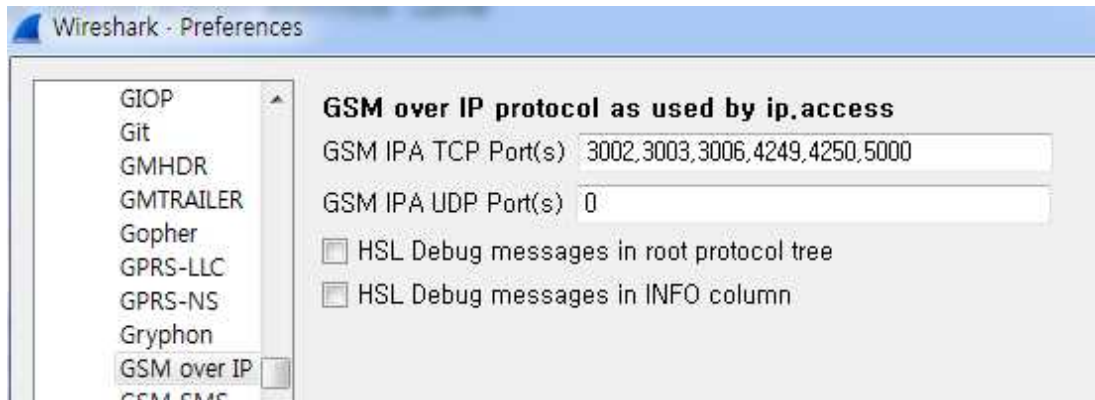 Wireshark - Preferences
GIOP
Git
GMHDR
GMTRAILER
Gopher
GPRS-LLC
GPRS-NS
Gryphon
GSM over IP
GSM SMS
GSM over IP protocol as used by ip.access
GSM IPA TCP Port(s) 3002,3003,3006,4249,4250,5000
GSM IPA UDP Port(s) 0
HSL Debug messages in root protocol tree
HSL Debug messages in INFO column